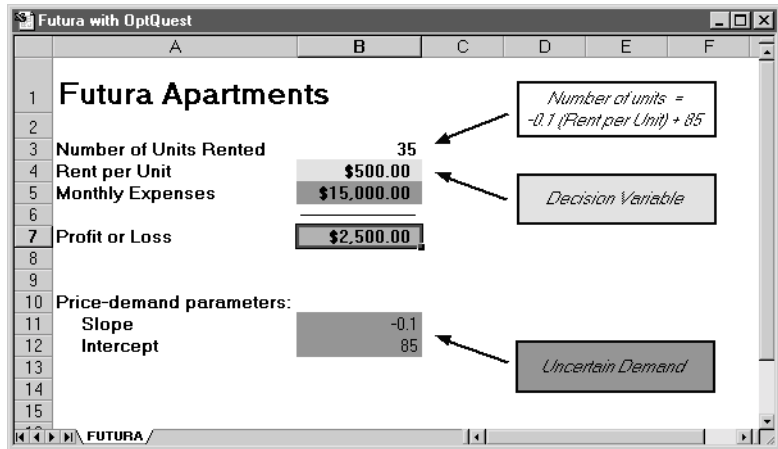 Futura with OptQuest
A B C D E F
1 Futura Apartments
Number of units =
-0.1 (Rent per Unit) + 85
2
3 Number of Units Rented 35
4 Rent per Unit $500.00
5 Monthly Expenses $15,000.00
Decision Variable
6
7 Profit or Loss $2,500.00
8
9
10 Price-demand parameters:
11 Slope -0.1
12 Intercept 85
13 Uncertain Demand
14
15
FUTURA